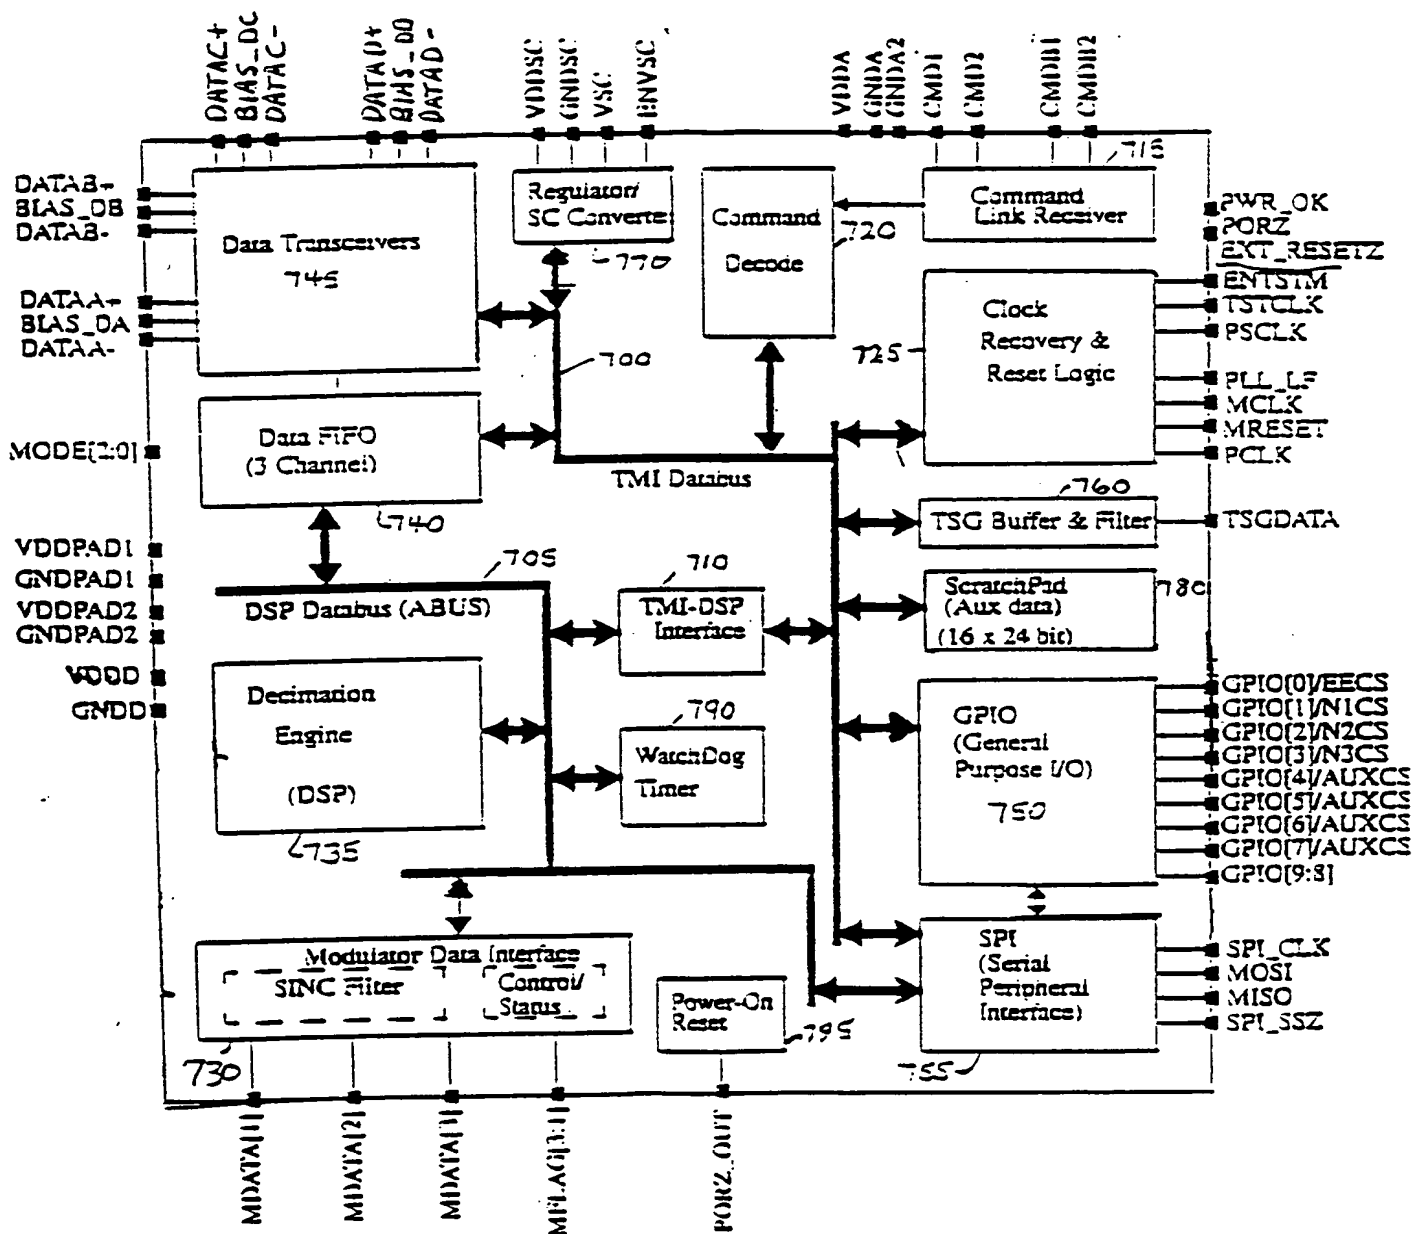 DATAC+
BIAS_DC
DATAC-
DATAD+
BIAS_DD
DATAD-
VDDSC
GNDSC
VSC
ENVSC
VDDA
GNDA
GNDA2
CMD1
CMD2
CMDB1
CMDB2
DATAB+
BIAS_DB
DATAB-
DATAA+
BIAS_DA
DATAA-
MODE[2:0]
VDDPAD1
GNDPAD1
VDDPAD2
GNDPAD2
VDDD
GNDD
Data Transceivers
745
Regulator/
SC Converter
770
Command
720
Decode
715
Command
Link Receiver
PWR_OK
PORZ
EXT_RESETZ
ENTSTM
TSTCLK
PSCLK
PLL_LF
MCLK
MRESET
PCLK
Clock
Recovery &
Reset Logic
725
700
Data FIFO
(3 Channel)
740
TMI Databus
760
TSG Buffer & Filter
TSGDATA
705
DSP Databus (ABUS)
710
TMI-DSP
Interface
ScratchPad
(Aux data)
(16 x 24 bit)
780
Decimation
Engine
(DSP)
735
790
WatchDog
Timer
GPIO
(General
Purpose I/O)
750
GPIO[0]/EECS
GPIO[1]/N1CS
GPIO[2]/N2CS
GPIO[3]/N3CS
GPIO[4]/AUXCS
GPIO[5]/AUXCS
GPIO[6]/AUXCS
GPIO[7]/AUXCS
GPIO[9:8]
Modulator Data Interface
SINC Filter
Control/
Status
730
Power-On
Reset
795
SPI
(Serial
Peripheral
Interface)
755
SPI_CLK
MOSI
MISO
SPI_SSZ
MDATA[1]
MDATA[2]
MDATA[3]
MFLAG[3:1]
PORZ_OUT